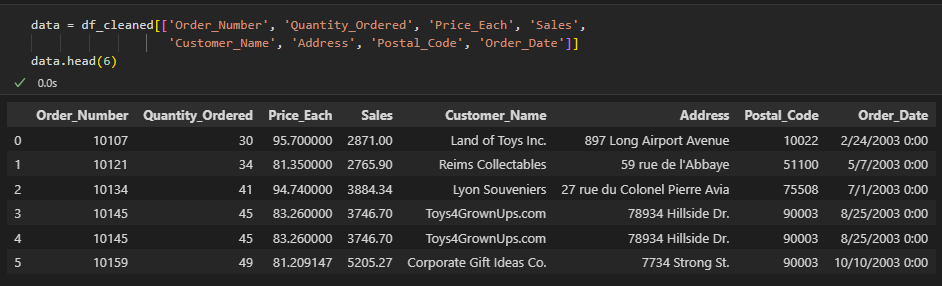 data = df_cleaned[['Order_Number', 'Quantity_Ordered', 'Price_Each', 'Sales',
'Customer_Name', 'Address', 'Postal_Code', 'Order_Date']]
data.head(6)
0.0s
Order_Number Quantity_Ordered Price_Each Sales Customer_Name Address Postal_Code Order_Date
0 10107 30 95.700000 2871.00 Land of Toys Inc. 897 Long Airport Avenue 10022 2/24/2003 0:00
1 10121 34 81.350000 2765.90 Reims Collectables 59 rue de l'Abbaye 51100 5/7/2003 0:00
2 10134 41 94.740000 3884.34 Lyon Souveniers 27 rue du Colonel Pierre Avia 75508 7/1/2003 0:00
3 10145 45 83.260000 3746.70 Toys4GrownUps.com 78934 Hillside Dr. 90003 8/25/2003 0:00
4 10145 45 83.260000 3746.70 Toys4GrownUps.com 78934 Hillside Dr. 90003 8/25/2003 0:00
5 10159 49 81.209147 5205.27 Corporate Gift Ideas Co. 7734 Strong St. 90003 10/10/2003 0:00